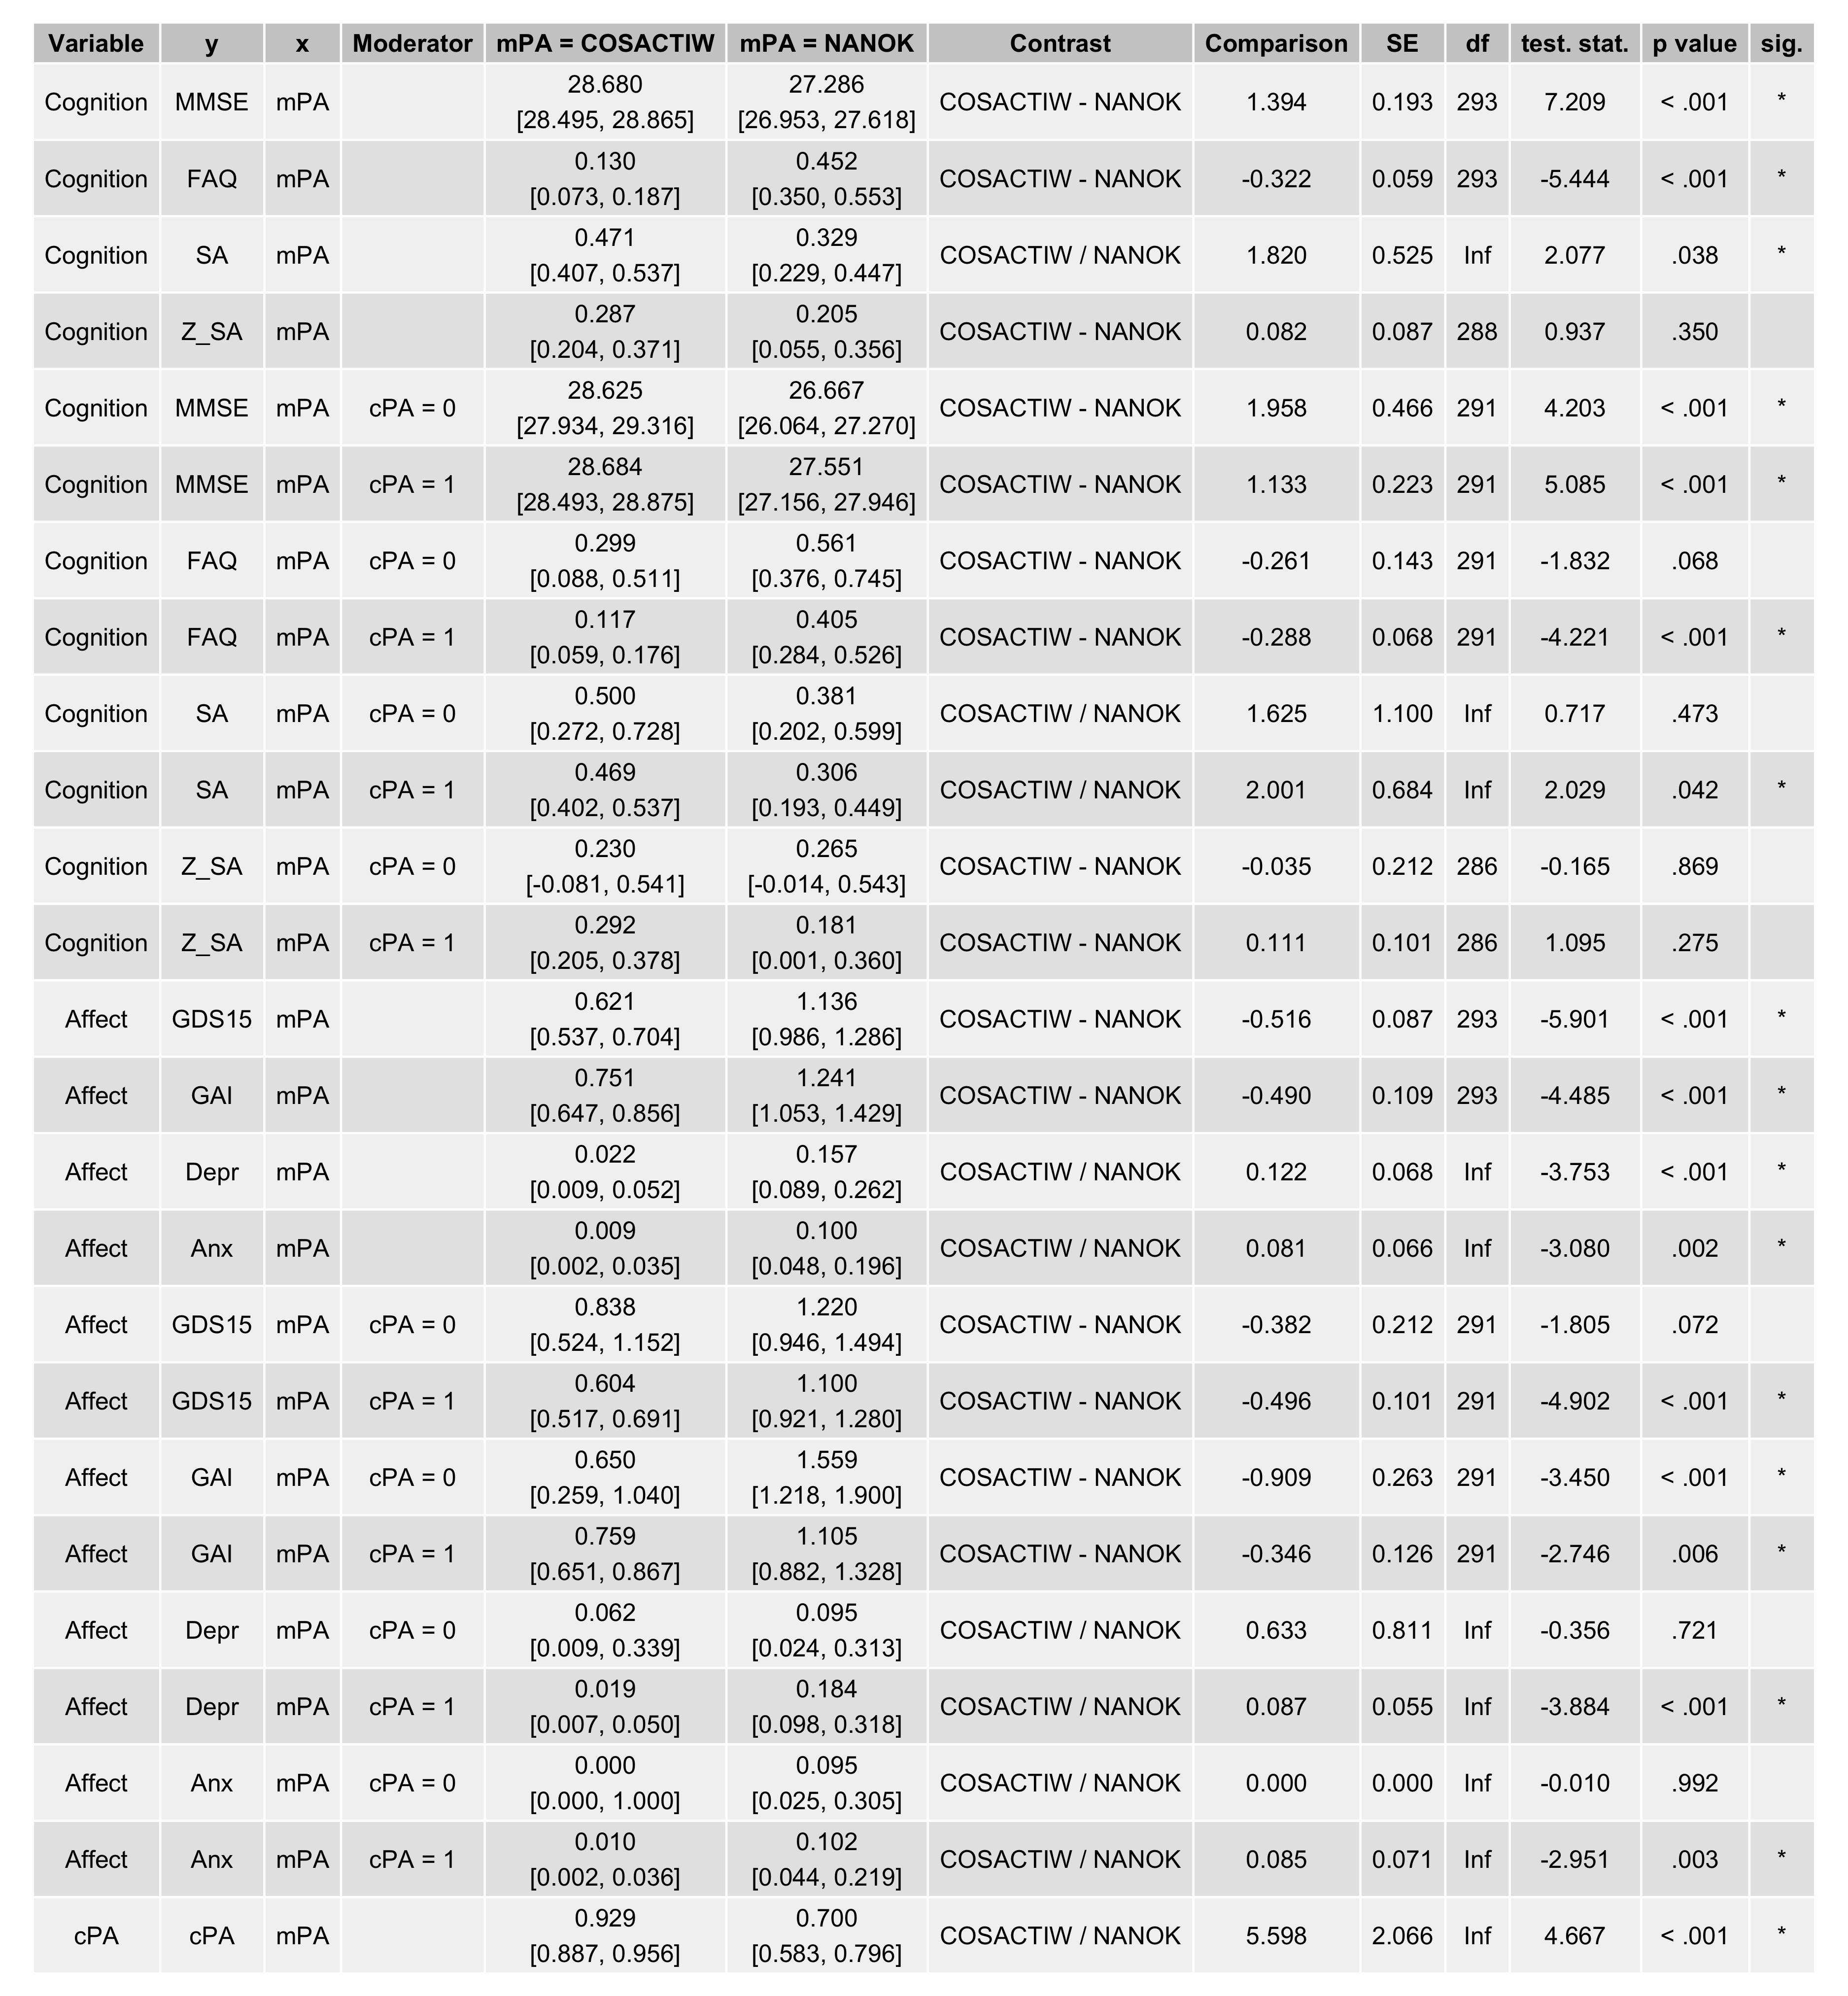 Variable y x Moderator mPA = COSACTIW mPA = NANOK Contrast Comparison SE df test. stat. p value sig.
28.680 27.286
Cognition MMSE mPA COSACTIW - NANOK 1.394 0.193 293 7.209 < .001 *
[28.495, 28.865] [26.953, 27.618]
0.130 0.452
Cognition FAQ mPA COSACTIW - NANOK -0.322 0.059 293 -5.444 < .001 *
[0.073, 0.187] [0.350, 0.553]
0.471 0.329
Cognition SA mPA COSACTIW / NANOK 1.820 0.525 Inf 2.077 .038 *
[0.407, 0.537] [0.229, 0.447]
0.287 0.205
Cognition Z_SA mPA COSACTIW - NANOK 0.082 0.087 288 0.937 .350
[0.204, 0.371] [0.055, 0.356]
28.625 26.667
Cognition MMSE mPA cPA = 0 COSACTIW - NANOK 1.958 0.466 291 4.203 < .001 *
[27.934, 29.316] [26.064, 27.270]
28.684 27.551
Cognition MMSE mPA cPA = 1 COSACTIW - NANOK 1.133 0.223 291 5.085 < .001 *
[28.493, 28.875] [27.156, 27.946]
0.299 0.561
Cognition FAQ mPA cPA = 0 COSACTIW - NANOK -0.261 0.143 291 -1.832 .068
[0.088, 0.511] [0.376, 0.745]
0.117 0.405
Cognition FAQ mPA cPA = 1 COSACTIW - NANOK -0.288 0.068 291 -4.221 < .001 *
[0.059, 0.176] [0.284, 0.526]
0.500 0.381
Cognition SA mPA cPA = 0 COSACTIW / NANOK 1.625 1.100 Inf 0.717 .473
[0.272, 0.728] [0.202, 0.599]
0.469 0.306
Cognition SA mPA cPA = 1 COSACTIW / NANOK 2.001 0.684 Inf 2.029 .042 *
[0.402, 0.537] [0.193, 0.449]
0.230 0.265
Cognition Z_SA mPA cPA = 0 COSACTIW - NANOK -0.035 0.212 286 -0.165 .869
[-0.081, 0.541] [-0.014, 0.543]
0.292 0.181
Cognition Z_SA mPA cPA = 1 COSACTIW - NANOK 0.111 0.101 286 1.095 .275
[0.205, 0.378] [0.001, 0.360]
0.621 1.136
Affect GDS15 mPA COSACTIW - NANOK -0.516 0.087 293 -5.901 < .001 *
[0.537, 0.704] [0.986, 1.286]
0.751 1.241
Affect GAI mPA COSACTIW - NANOK -0.490 0.109 293 -4.485 < .001 *
[0.647, 0.856] [1.053, 1.429]
0.022 0.157
Affect Depr mPA COSACTIW / NANOK 0.122 0.068 Inf -3.753 < .001 *
[0.009, 0.052] [0.089, 0.262]
0.009 0.100
Affect Anx mPA COSACTIW / NANOK 0.081 0.066 Inf -3.080 .002 *
[0.002, 0.035] [0.048, 0.196]
0.838 1.220
Affect GDS15 mPA cPA = 0 COSACTIW - NANOK -0.382 0.212 291 -1.805 .072
[0.524, 1.152] [0.946, 1.494]
0.604 1.100
Affect GDS15 mPA cPA = 1 COSACTIW - NANOK -0.496 0.101 291 -4.902 < .001 *
[0.517, 0.691] [0.921, 1.280]
0.650 1.559
Affect GAI mPA cPA = 0 COSACTIW - NANOK -0.909 0.263 291 -3.450 < .001 *
[0.259, 1.040] [1.218, 1.900]
0.759 1.105
Affect GAI mPA cPA = 1 COSACTIW - NANOK -0.346 0.126 291 -2.746 .006 *
[0.651, 0.867] [0.882, 1.328]
0.062 0.095
Affect Depr mPA cPA = 0 COSACTIW / NANOK 0.633 0.811 Inf -0.356 .721
[0.009, 0.339] [0.024, 0.313]
0.019 0.184
Affect Depr mPA cPA = 1 COSACTIW / NANOK 0.087 0.055 Inf -3.884 < .001 *
[0.007, 0.050] [0.098, 0.318]
0.000 0.095
Affect Anx mPA cPA = 0 COSACTIW / NANOK 0.000 0.000 Inf -0.010 .992
[0.000, 1.000] [0.025, 0.305]
0.010 0.102
Affect Anx mPA cPA = 1 COSACTIW / NANOK 0.085 0.071 Inf -2.951 .003 *
[0.002, 0.036] [0.044, 0.219]
0.929 0.700
cPA cPA mPA COSACTIW / NANOK 5.598 2.066 Inf 4.667 < .001 *
[0.887, 0.956] [0.583, 0.796]